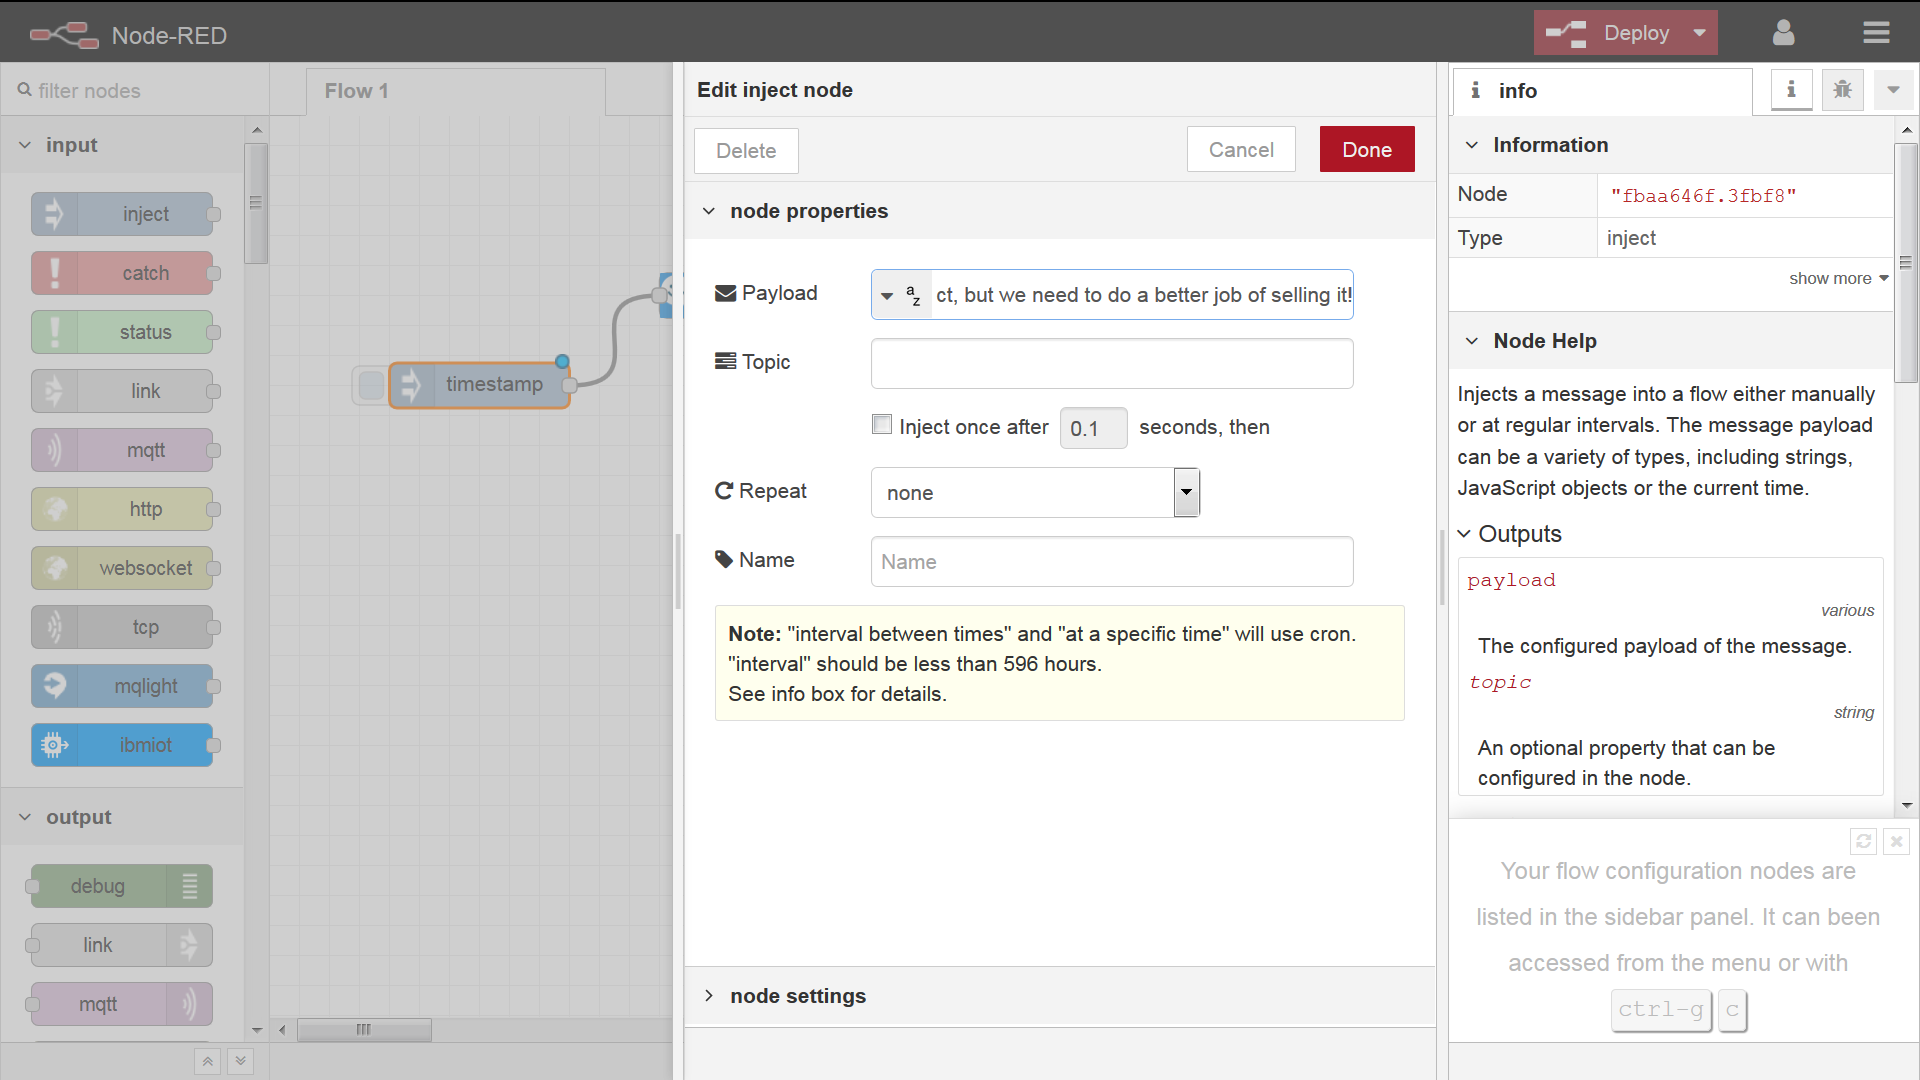 Node-RED
Deploy
filter nodes
Flow 1
input
inject
catch
status
link
mqtt
http
websocket
tcp
mqlight
ibmiot
output
debug
link
mqtt
timestamp
Edit inject node
Delete
Cancel
Done
node properties
Payload
az
ct, but we need to do a better job of selling it!
Topic
Inject once after 0.1 seconds, then
Repeat
none
Name
Name
Note: "interval between times" and "at a specific time" will use cron.
"interval" should be less than 596 hours.
See info box for details.
node settings
i info
i
Information
Node "fbaa646f.3fbf8"
Type inject
show more
Node Help
Injects a message into a flow either manually
or at regular intervals. The message payload
can be a variety of types, including strings,
JavaScript objects or the current time.
Outputs
payload
various
The configured payload of the message.
topic
string
An optional property that can be
configured in the node.
Your flow configuration nodes are
listed in the sidebar panel. It can been
accessed from the menu or with
ctrl-g c